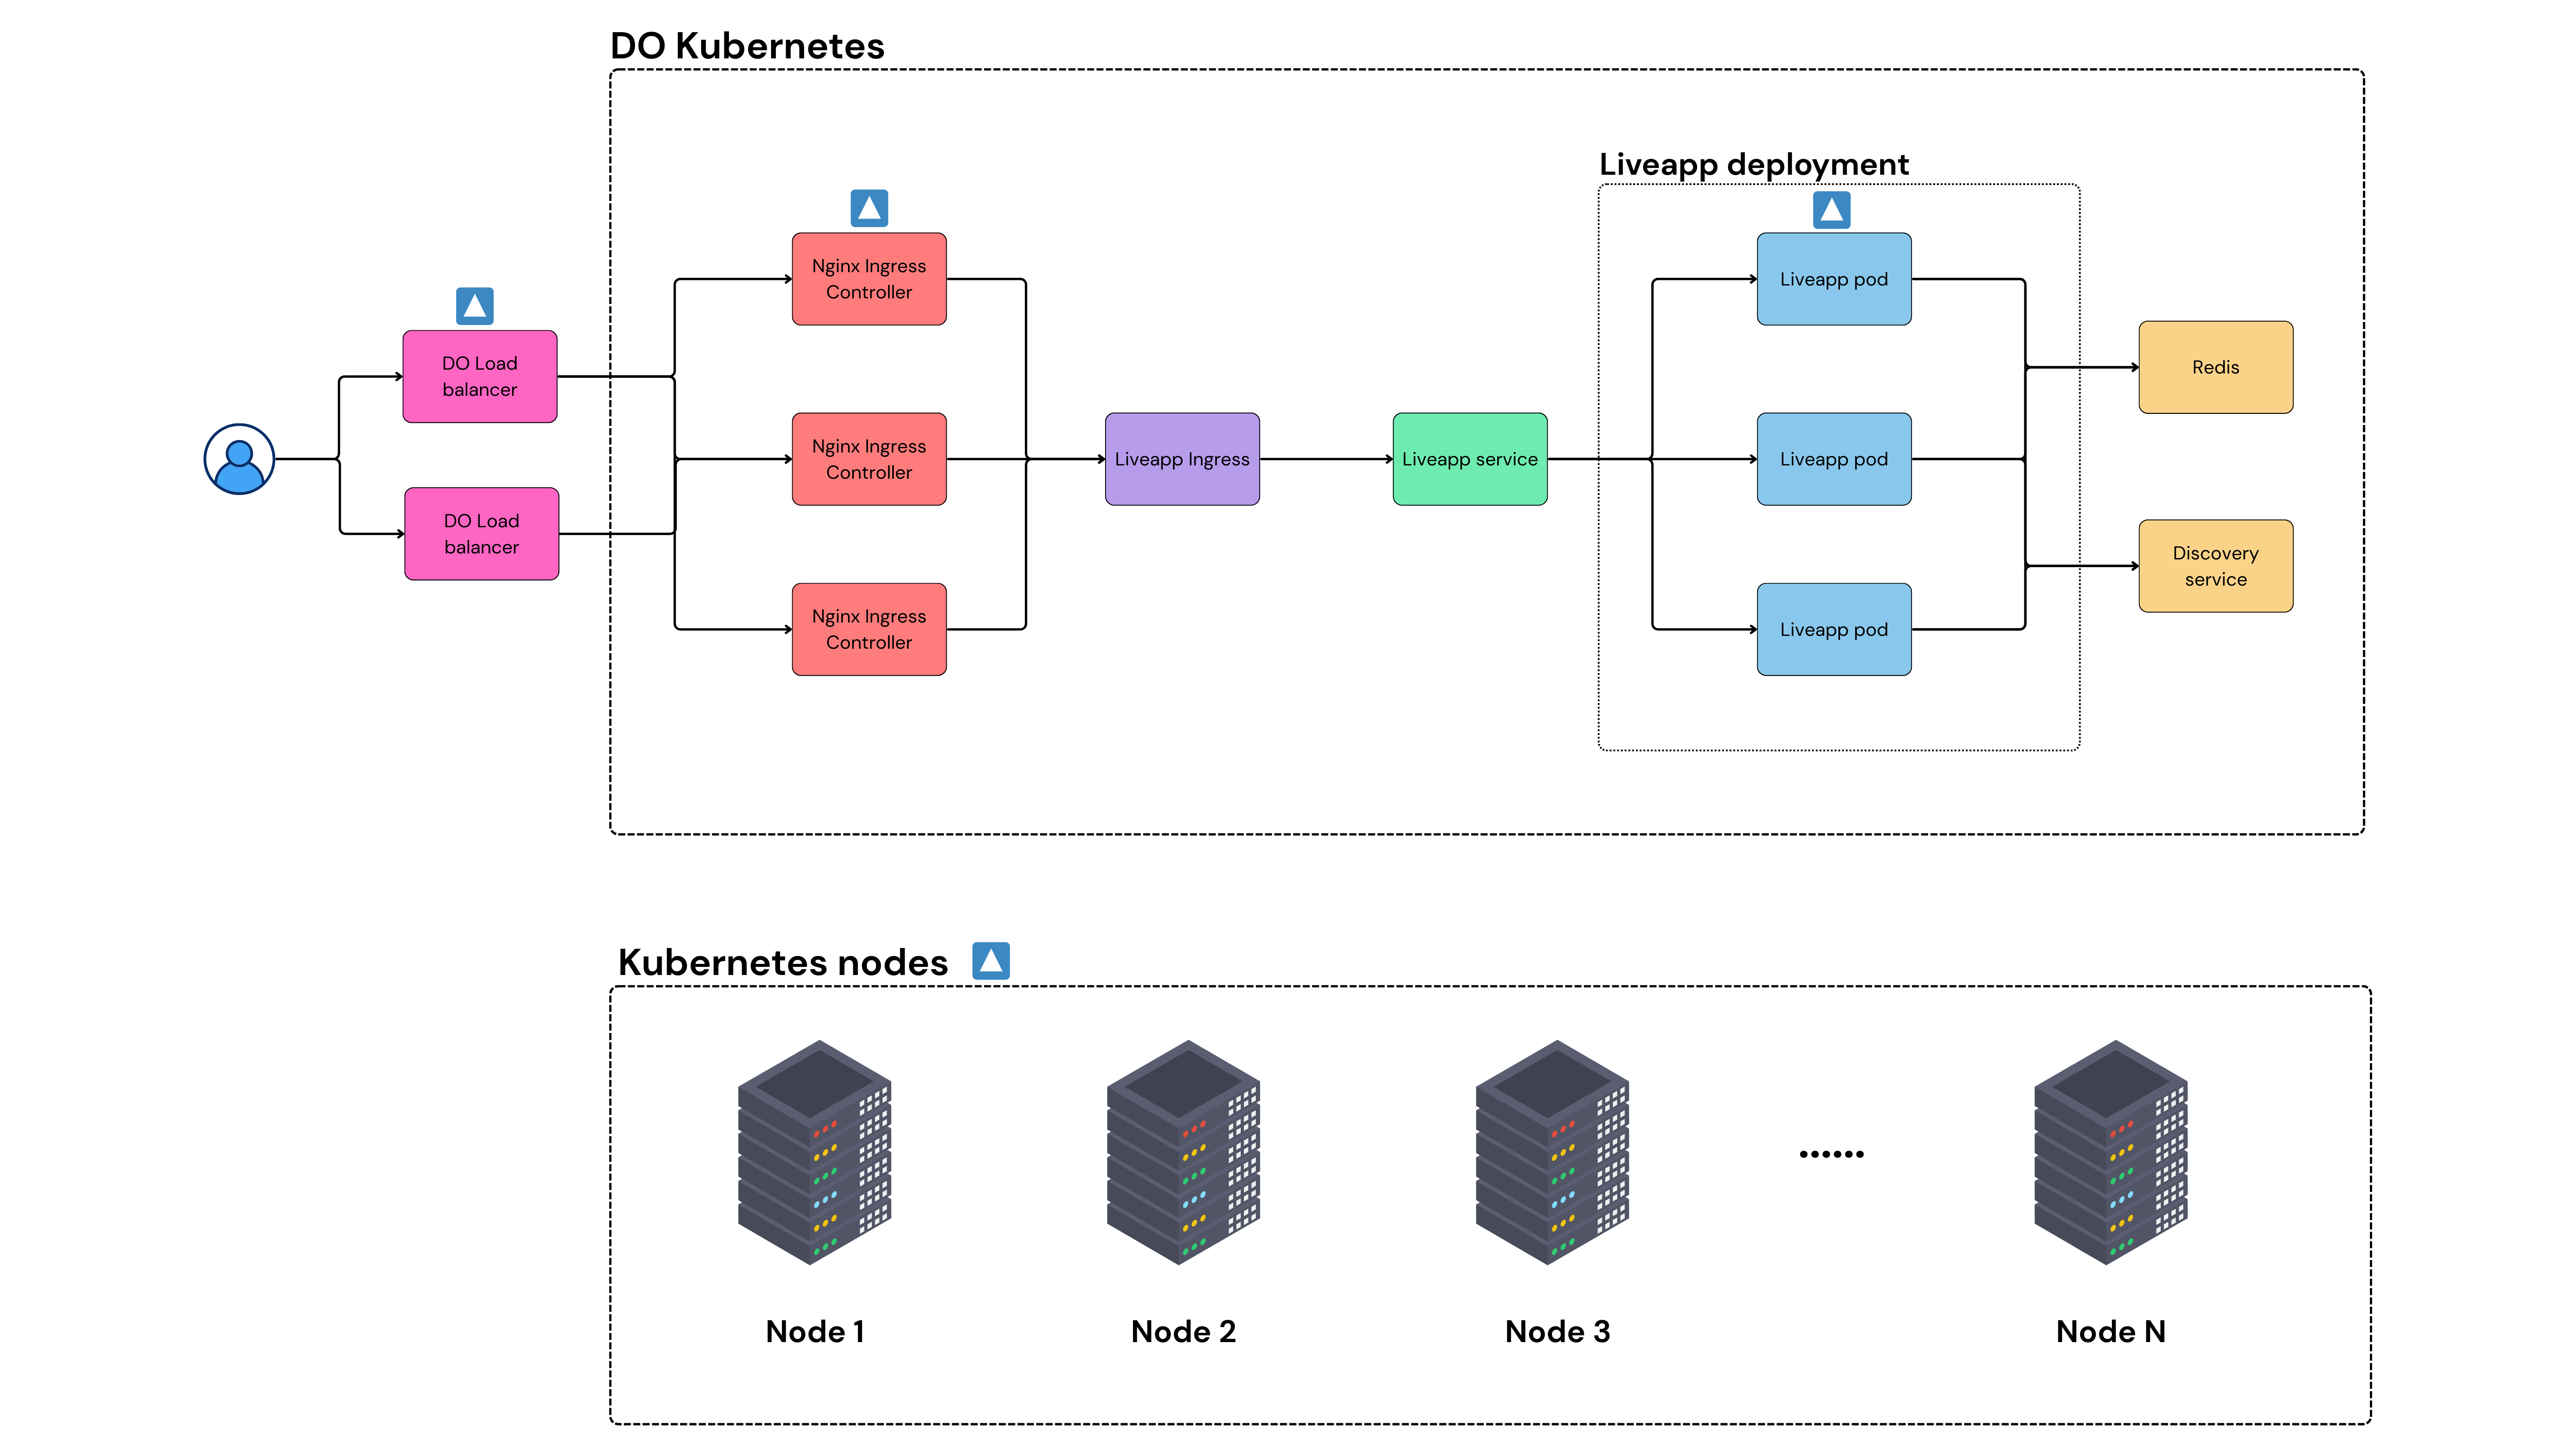 DO Kubernetes
Liveapp deployment
Nginx Ingress
Controller
Liveapp pod
DO Load
balancer
Redis
Nginx Ingress
Controller
Liveapp Ingress
Liveapp service
Liveapp pod
DO Load
balancer
Discovery
service
Nginx Ingress
Controller
Liveapp pod
Kubernetes nodes
......
Node 1
Node 2
Node 3
Node N